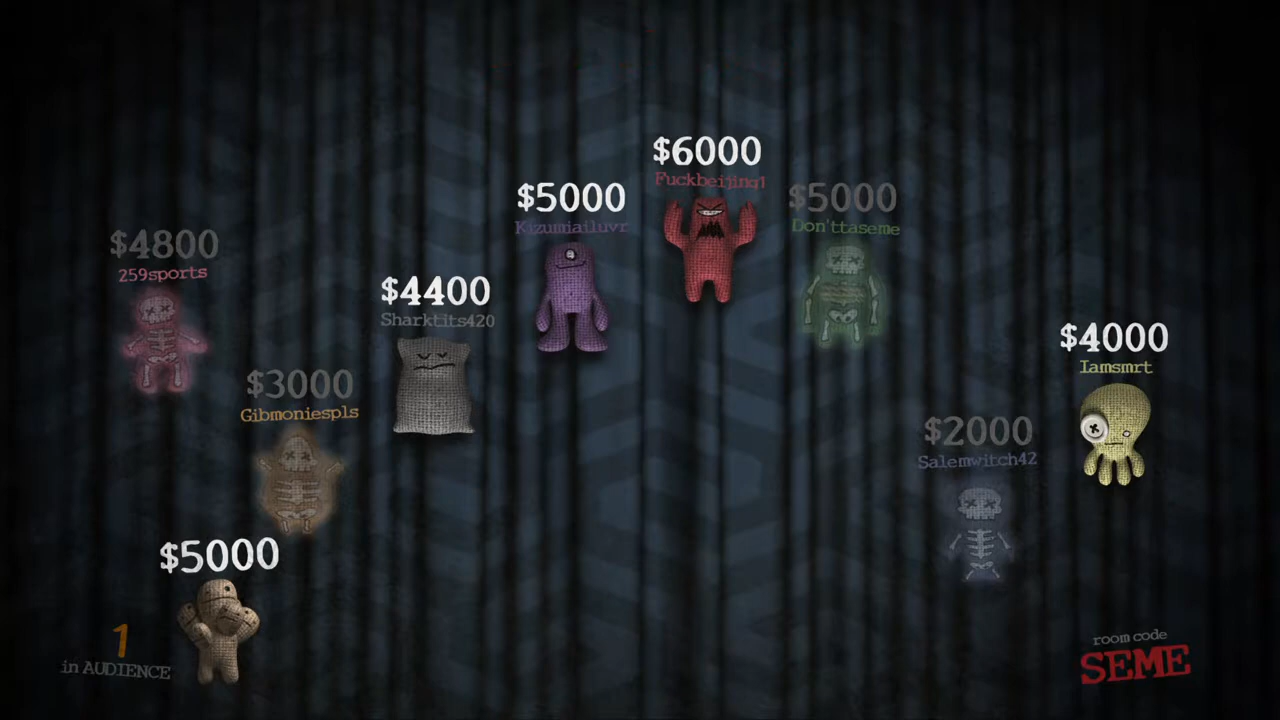 $6000
Fuckbeijing1
$5000
Kizumiailuvr
$5000
Don'ttaseme
$4800
259sports
$4400
Sharktits420
$4000
Iamsmrt
$3000
Gibmoniespls
$2000
Salemwitch42
$5000
1
in AUDIENCE
room code
SEME